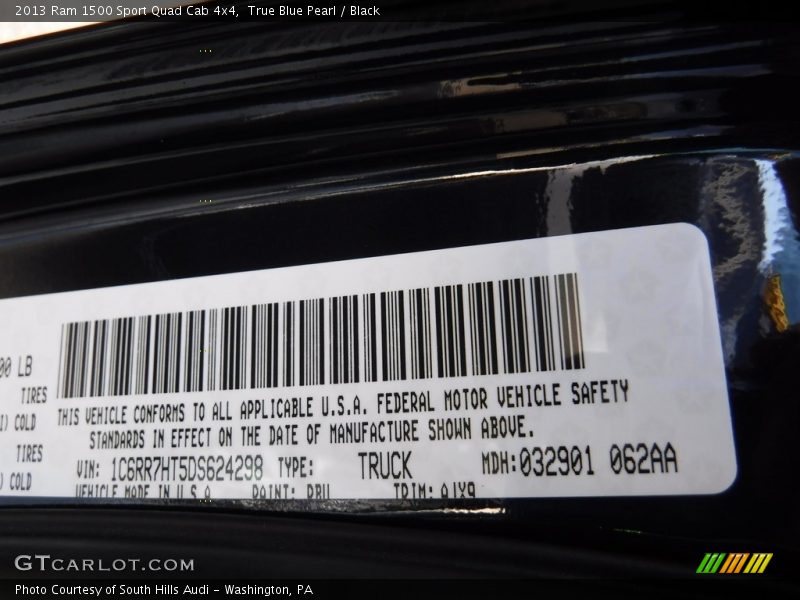 2013 Ram 1500 Sport Quad Cab 4x4, True Blue Pearl / Black
00 LB
TIRES
COLD
TIRES
COLD
THIS VEHICLE CONFORMS TO ALL APPLICABLE U.S.A. FEDERAL MOTOR VEHICLE SAFETY
STANDARDS IN EFFECT ON THE DATE OF MANUFACTURE SHOWN ABOVE.
VIN: 1C6RR7HT5DS624298 TYPE: TRUCK MDH:032901 062AA
VEHICLE MADE IN U.S.A. PAINT: PBU TRIM: AJX9
GTCARLOT.COM
Photo Courtesy of South Hills Audi - Washington, PA